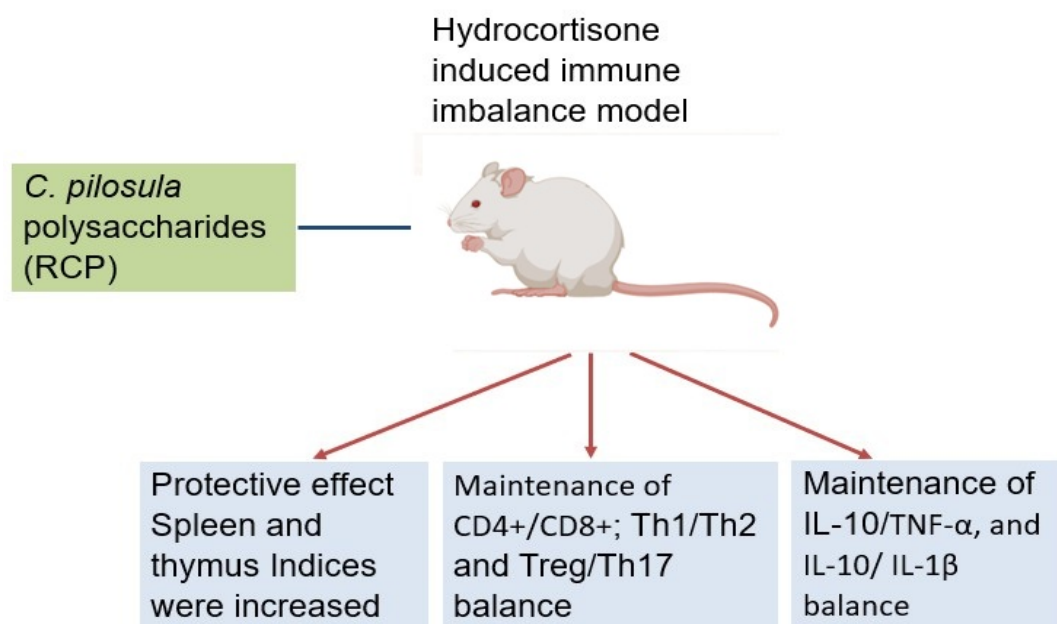 Hydrocortisone
induced immune
imbalance model
C. pilosula
polysaccharides
(RCP)
Protective effect
Spleen and
thymus Indices
were increased
Maintenance of
CD4+/CD8+; Th1/Th2
and Treg/Th17
balance
Maintenance of
IL-10/TNF-α, and
IL-10/ IL-1β
balance